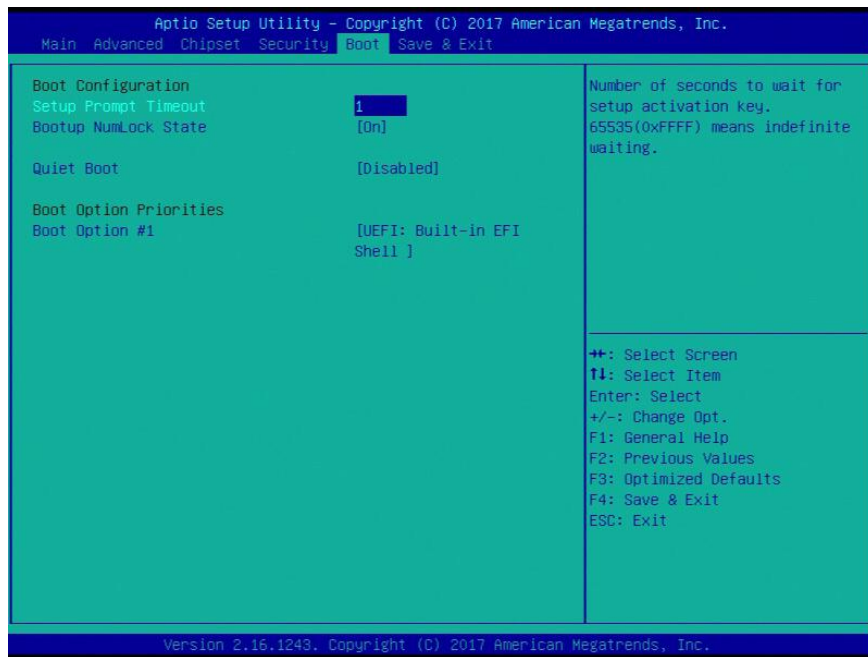 Aptio Setup Utility – Copyright (C) 2017 American Megatrends, Inc.
Main Advanced Chipset Security Boot Save & Exit
Boot Configuration
Setup Prompt Timeout 1
Bootup NumLock State [On]
Quiet Boot [Disabled]
Boot Option Priorities
Boot Option #1 [UEFI: Built-in EFI
Shell ]
Number of seconds to wait for
setup activation key.
65535(0xFFFF) means indefinite
waiting.
→←: Select Screen
↑↓: Select Item
Enter: Select
+/-: Change Opt.
F1: General Help
F2: Previous Values
F3: Optimized Defaults
F4: Save & Exit
ESC: Exit
Version 2.16.1243. Copyright (C) 2017 American Megatrends, Inc.